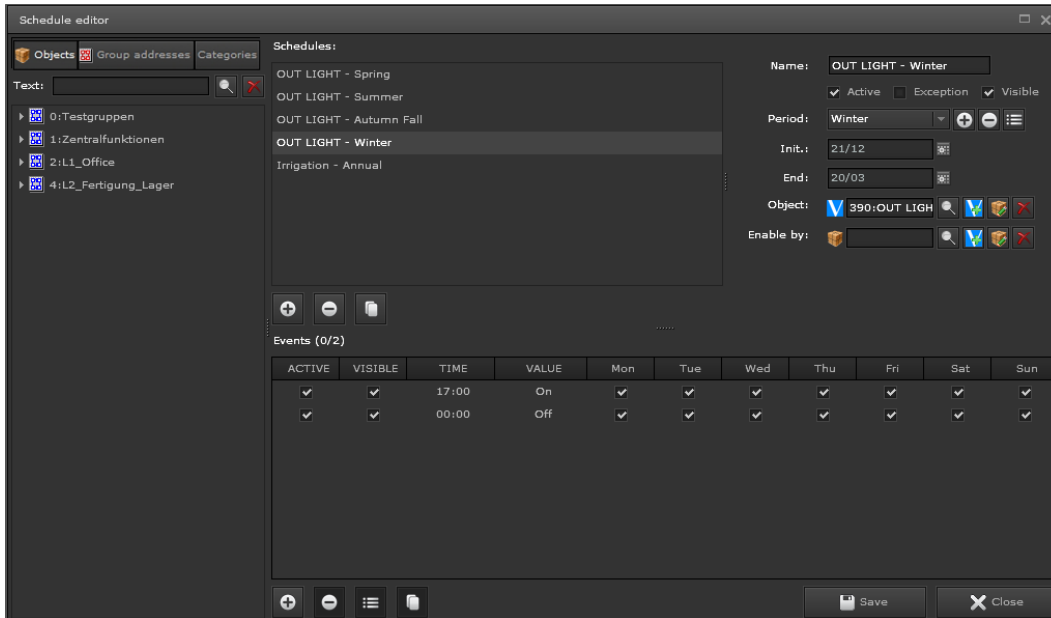 Schedule editor
Objects Group addresses Categories
Text:
0:Testgruppen
1:Zentralfunktionen
2:L1_Office
4:L2_Fertigung_Lager
Schedules:
OUT LIGHT - Spring
OUT LIGHT - Summer
OUT LIGHT - Autumn Fall
OUT LIGHT - Winter
Irrigation - Annual
Name: OUT LIGHT - Winter
Active Exception Visible
Period: Winter
Init.: 21/12
End: 20/03
Object: 390:OUT LIGH
Enable by:
Events (0/2)
ACTIVE VISIBLE TIME VALUE Mon Tue Wed Thu Fri Sat Sun
17:00 On
00:00 Off
Save Close